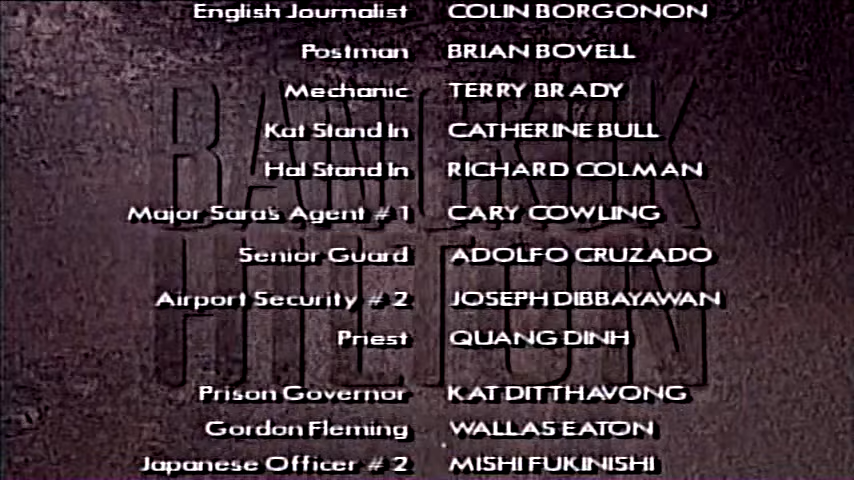 English Journalist COLIN BORGONON
Postman BRIAN BOVELL
Mechanic TERRY BRADY
Kat Stand In CATHERINE BULL
Hal Stand In RICHARD COLMAN
Major Sara's Agent # 1 CARY COWLING
Senior Guard ADOLFO CRUZADO
Airport Security # 2 JOSEPH DIBBAYAWAN
Priest QUANG DINH
Prison Governor KAT DITTHAVONG
Gordon Fleming WALLAS EATON
Japanese Officer # 2 MISHI FUKINISHI
BANGKOK
HILTON